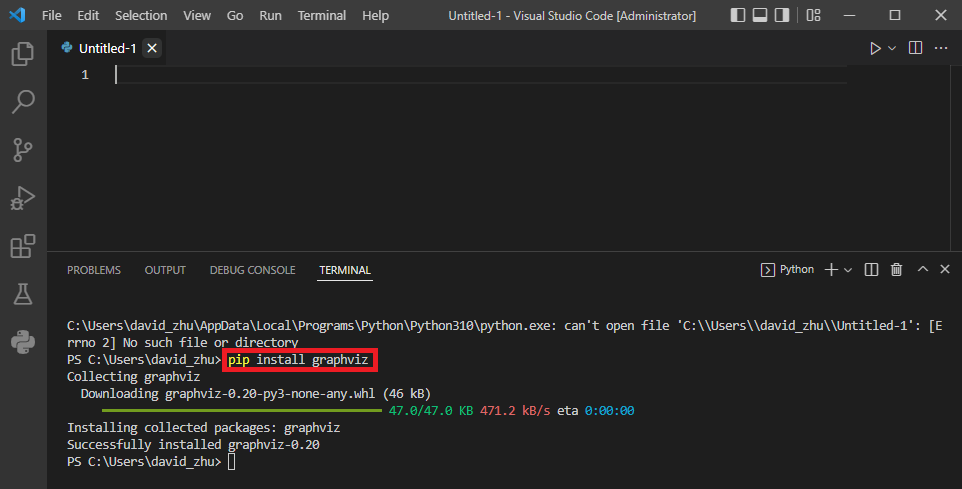 File Edit Selection View Go Run Terminal Help Untitled-1 - Visual Studio Code [Administrator]
Untitled-1
1
PROBLEMS OUTPUT DEBUG CONSOLE TERMINAL Python
C:\Users\david_zhu\AppData\Local\Programs\Python\Python310\python.exe: can't open file 'C:\\Users\\david_zhu\\Untitled-1': [E
rrno 2] No such file or directory
PS C:\Users\david_zhu> pip install graphviz
Collecting graphviz
Downloading graphviz-0.20-py3-none-any.whl (46 kB)
47.0/47.0 KB 471.2 kB/s eta 0:00:00
Installing collected packages: graphviz
Successfully installed graphviz-0.20
PS C:\Users\david_zhu>